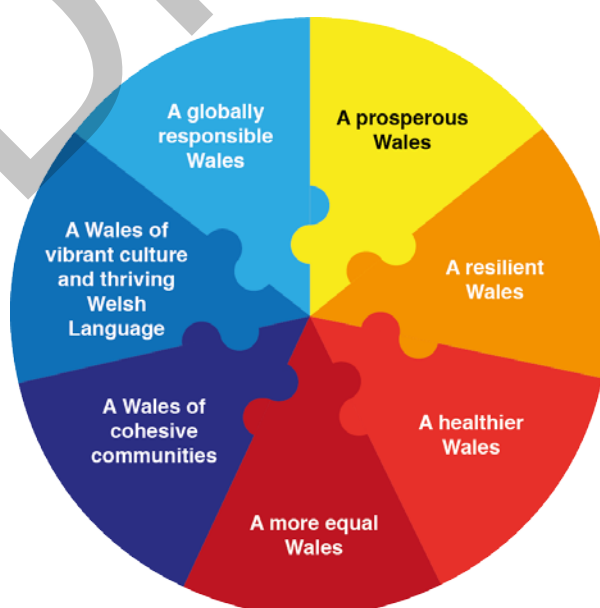 A prosperous
Wales
A resilient
Wales
A healthier
Wales
A more equal
Wales
A Wales of
cohesive
communities
A Wales of
vibrant culture
and thriving
Welsh
Language
A globally
responsible
Wales